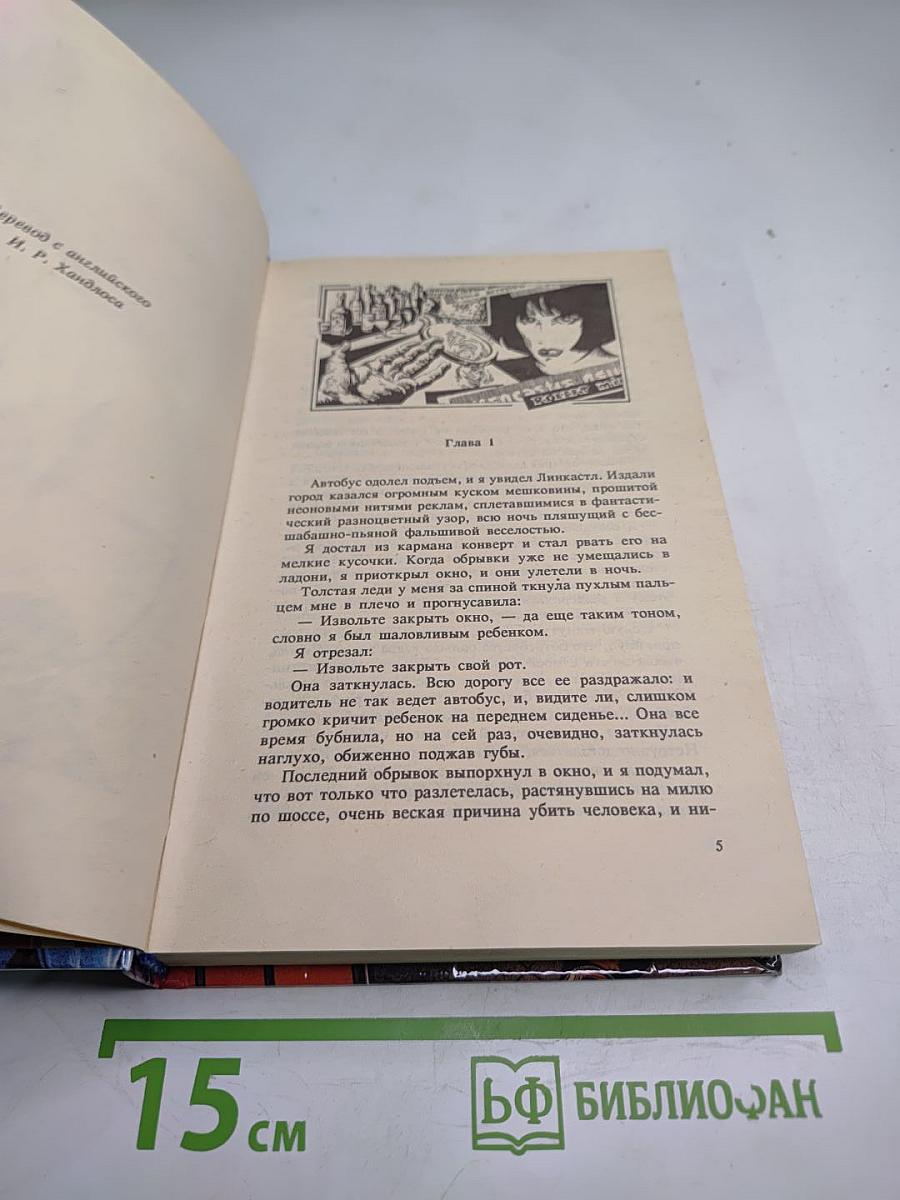 Перевод с английского
И. Р. Хандлоса
Глава 1
Автобус одолел подъем, и я увидел Линкастл. Издали
город казался огромным куском мешковины, прошитой
неоновыми нитями реклам, сплетавшимися в фантасти-
ческий разноцветный узор, всю ночь пляшущий с бес-
шабашно-пьяной фальшивой веселостью.
Я достал из кармана конверт и стал рвать его на
мелкие кусочки. Когда обрывки уже не умещались в
ладони, я приоткрыл окно, и они улетели в ночь.
Толстая леди у меня за спиной ткнула пухлым паль-
цем мне в плечо и прогнусавила:
— Извольте закрыть окно, — да еще таким тоном,
словно я был шаловливым ребенком.
Я отрезал:
— Извольте закрыть свой рот.
Она заткнулась. Всю дорогу все ее раздражало: и
водитель не так ведет автобус, и, видите ли, слишком
громко кричит ребенок на переднем сиденье... Она все
время бубнила, но на сей раз, очевидно, заткнулась
наглухо, обиженно поджав губы.
Последний обрывок выпорхнул в окно, и я подумал,
что вот только что разлетелась, растянувшись на милю
по шоссе, очень веская причина убить человека, и ни-
5
15 см
БФ БИБЛИОФАН